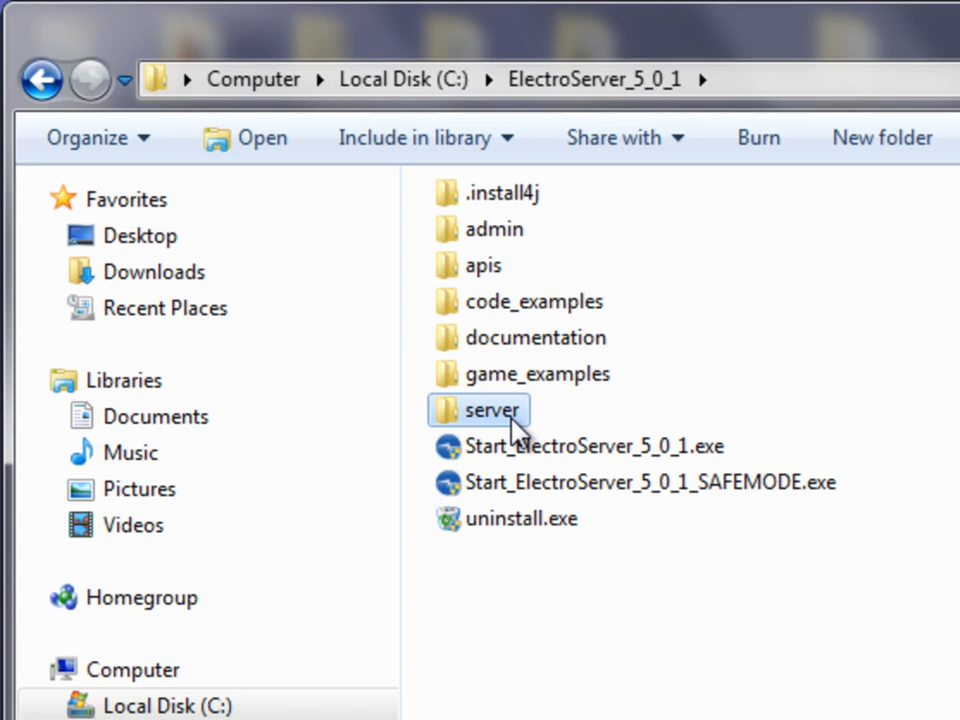 Computer Local Disk (C:) ElectroServer_5_0_1
Organize Open Include in library Share with Burn New folder
Favorites
Desktop
Downloads
Recent Places
Libraries
Documents
Music
Pictures
Videos
Homegroup
Computer
Local Disk (C:)
.install4j
admin
apis
code_examples
documentation
game_examples
server
Start_ElectroServer_5_0_1.exe
Start_ElectroServer_5_0_1_SAFEMODE.exe
uninstall.exe